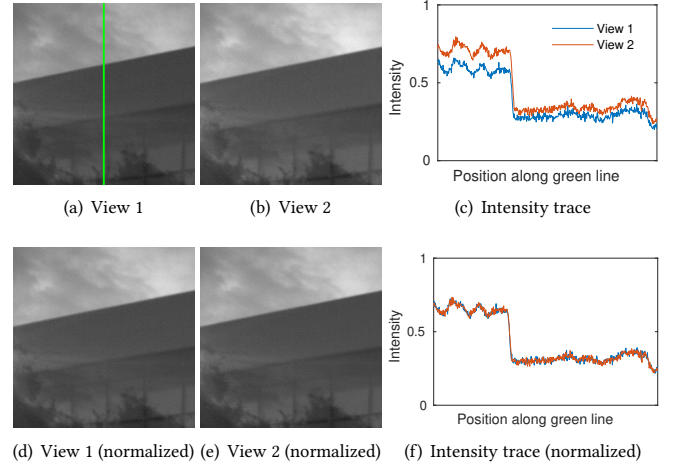 1
View 1
View 2
Intensity
0.5
0
Position along green line
(a) View 1
(b) View 2
(c) Intensity trace
1
Intensity
0.5
0
Position along green line
(d) View 1 (normalized)
(e) View 2 (normalized)
(f) Intensity trace (normalized)